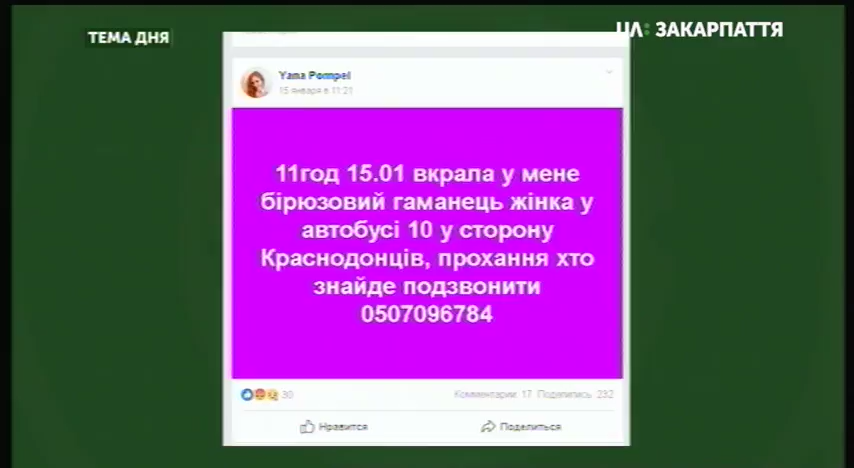 ТЕМА ДНЯ
UA: ЗАКАРПАТТЯ
Yana Pompei
15 января в 11:21
11год 15.01 вкрала у мене
бірюзовий гаманець жінка у
автобусі 10 у сторону
Краснодонців, прохання хто
знайде подзвонити
0507096784
30
Комментарии: 17 Поделились: 232
Нравится
Поделиться